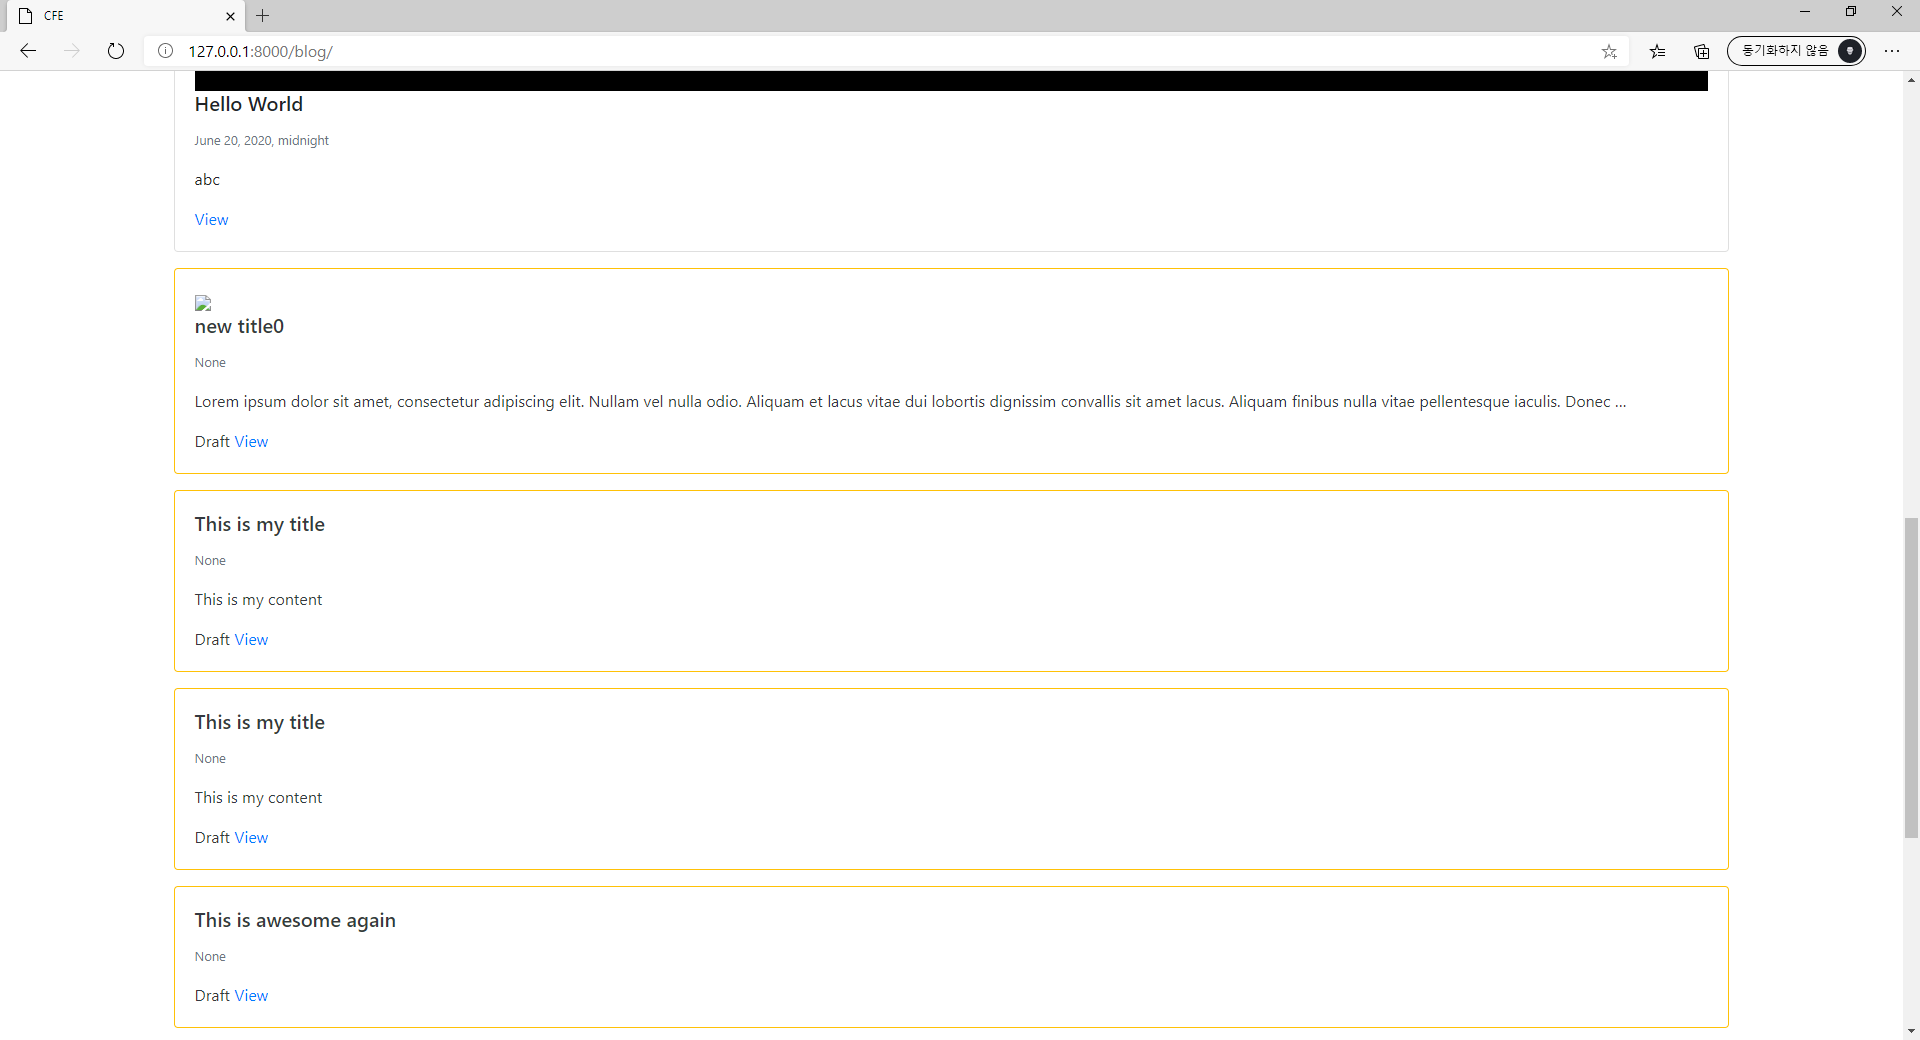 CFE
127.0.0.1:8000/blog/
동기화하지 않음
Hello World
June 20, 2020, midnight
abc
View
new title0
None
Lorem ipsum dolor sit amet, consectetur adipiscing elit. Nullam vel nulla odio. Aliquam et lacus vitae dui lobortis dignissim convallis sit amet lacus. Aliquam finibus nulla vitae pellentesque iaculis. Donec ...
Draft View
This is my title
None
This is my content
Draft View
This is my title
None
This is my content
Draft View
This is awesome again
None
Draft View